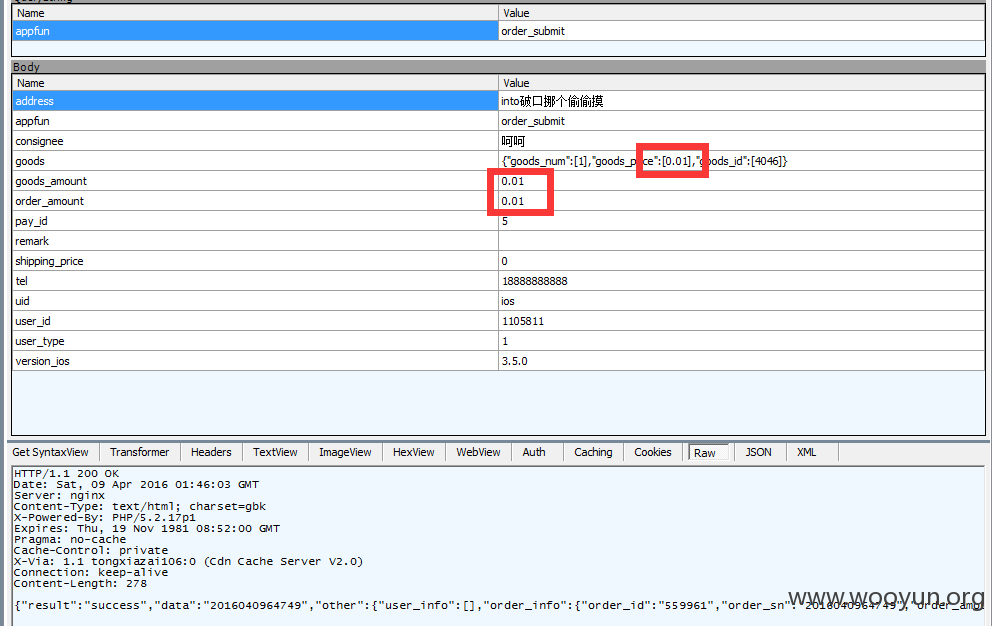 Name Value
appfun order_submit
Body
Name Value
address into破口挪个偷偷摸
appfun order_submit
consignee 呵呵
goods {"goods_num":[1],"goods_price":[0.01],"goods_id":[4046]}
goods_amount 0.01
order_amount 0.01
pay_id 5
remark
shipping_price 0
tel 18888888888
uid ios
user_id 1105811
user_type 1
version_ios 3.5.0
Get SyntaxView Transformer Headers TextView ImageView HexView WebView Auth Caching Cookies Raw JSON XML
HTTP/1.1 200 OK
Date: Sat, 09 Apr 2016 01:46:03 GMT
Server: nginx
Content-Type: text/html; charset=gbk
X-Powered-By: PHP/5.2.17p1
Expires: Thu, 19 Nov 1981 08:52:00 GMT
Pragma: no-cache
Cache-Control: private
X-Via: 1.1 tongxiazai106:0 (Cdn Cache Server V2.0)
Connection: keep-alive
Content-Length: 278
{"result":"success","data":"2016040964749","other":{"user_info":[],"order_info":{"order_id":"559961","order_sn":"2016040964749","order_amo
www.wooyun.org